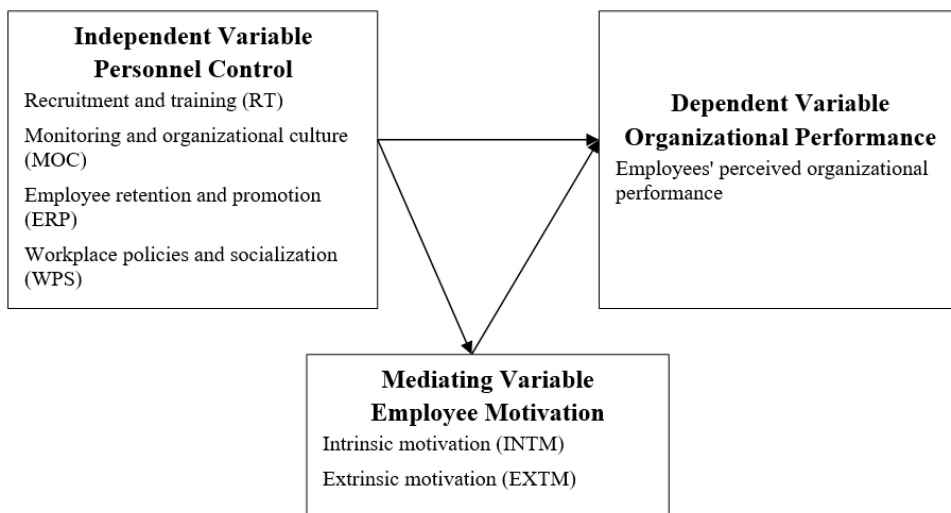 Independent Variable
Personnel Control
Recruitment and training (RT)
Monitoring and organizational culture
(MOC)
Employee retention and promotion
(ERP)
Workplace policies and socialization
(WPS)
Dependent Variable
Organizational Performance
Employees' perceived organizational
performance
Mediating Variable
Employee Motivation
Intrinsic motivation (INTM)
Extrinsic motivation (EXTM)